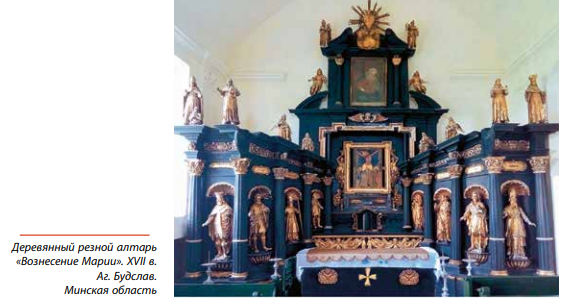 Деревянный резной алтарь
«Вознесение Марии». XVII в.
Аг. Будслав.
Минская область